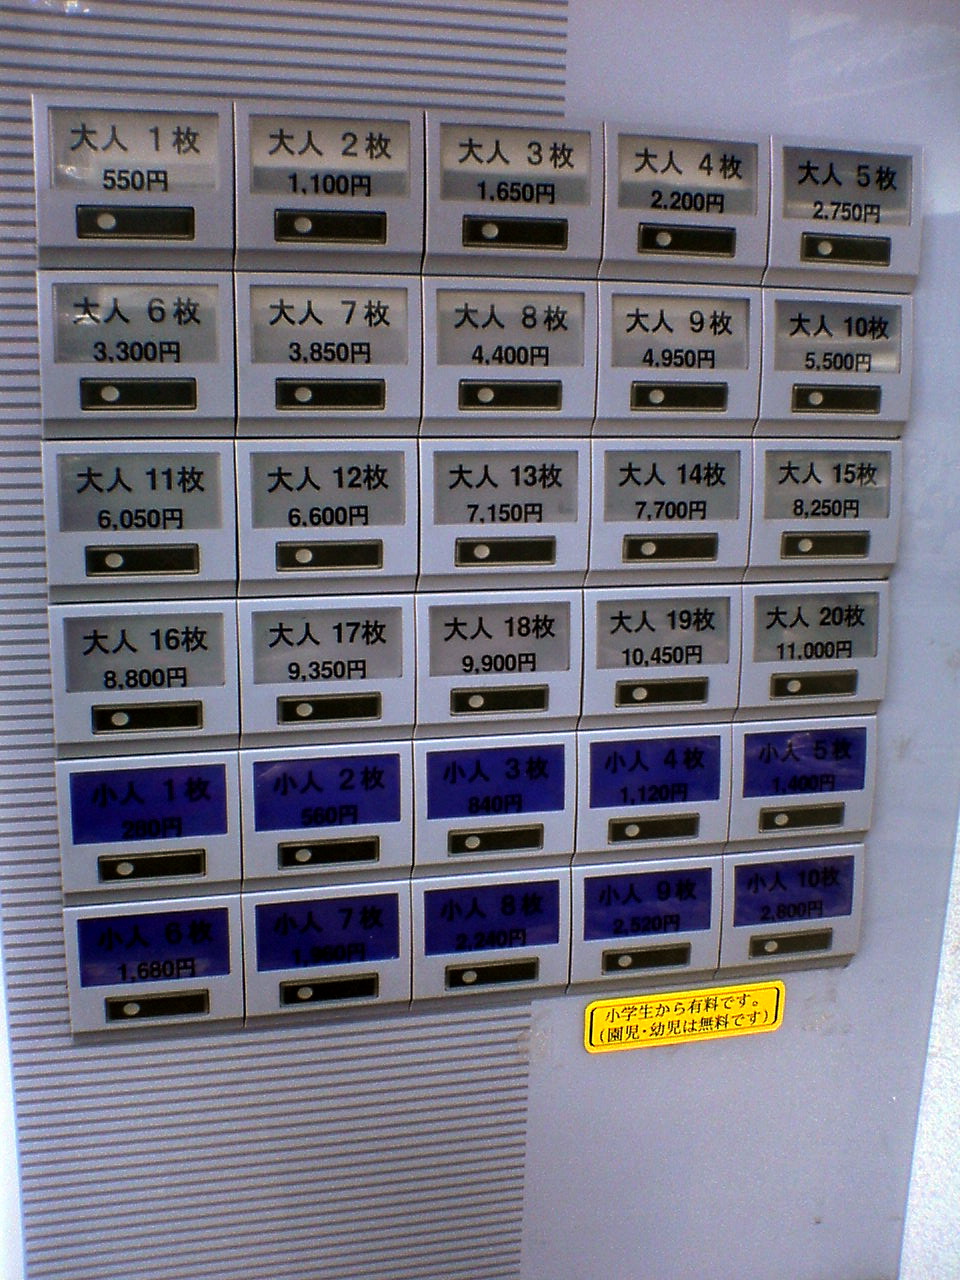 大人 1枚
550円
大人 2枚
1,100円
大人 3枚
1,650円
大人 4枚
2,200円
大人 5枚
2,750円
大人 6枚
3,300円
大人 7枚
3,850円
大人 8枚
4,400円
大人 9枚
4,950円
大人 10枚
5,500円
大人 11枚
6,050円
大人 12枚
6,600円
大人 13枚
7,150円
大人 14枚
7,700円
大人 15枚
8,250円
大人 16枚
8,800円
大人 17枚
9,350円
大人 18枚
9,900円
大人 19枚
10,450円
大人 20枚
11,000円
小人 1枚
280円
小人 2枚
560円
小人 3枚
840円
小人 4枚
1,120円
小人 5枚
1,400円
小人 6枚
1,680円
小人 7枚
小人 8枚
2,240円
小人 9枚
2,520円
小人 10枚
2,800円
小学生から有料です。
(園児・幼児は無料です)